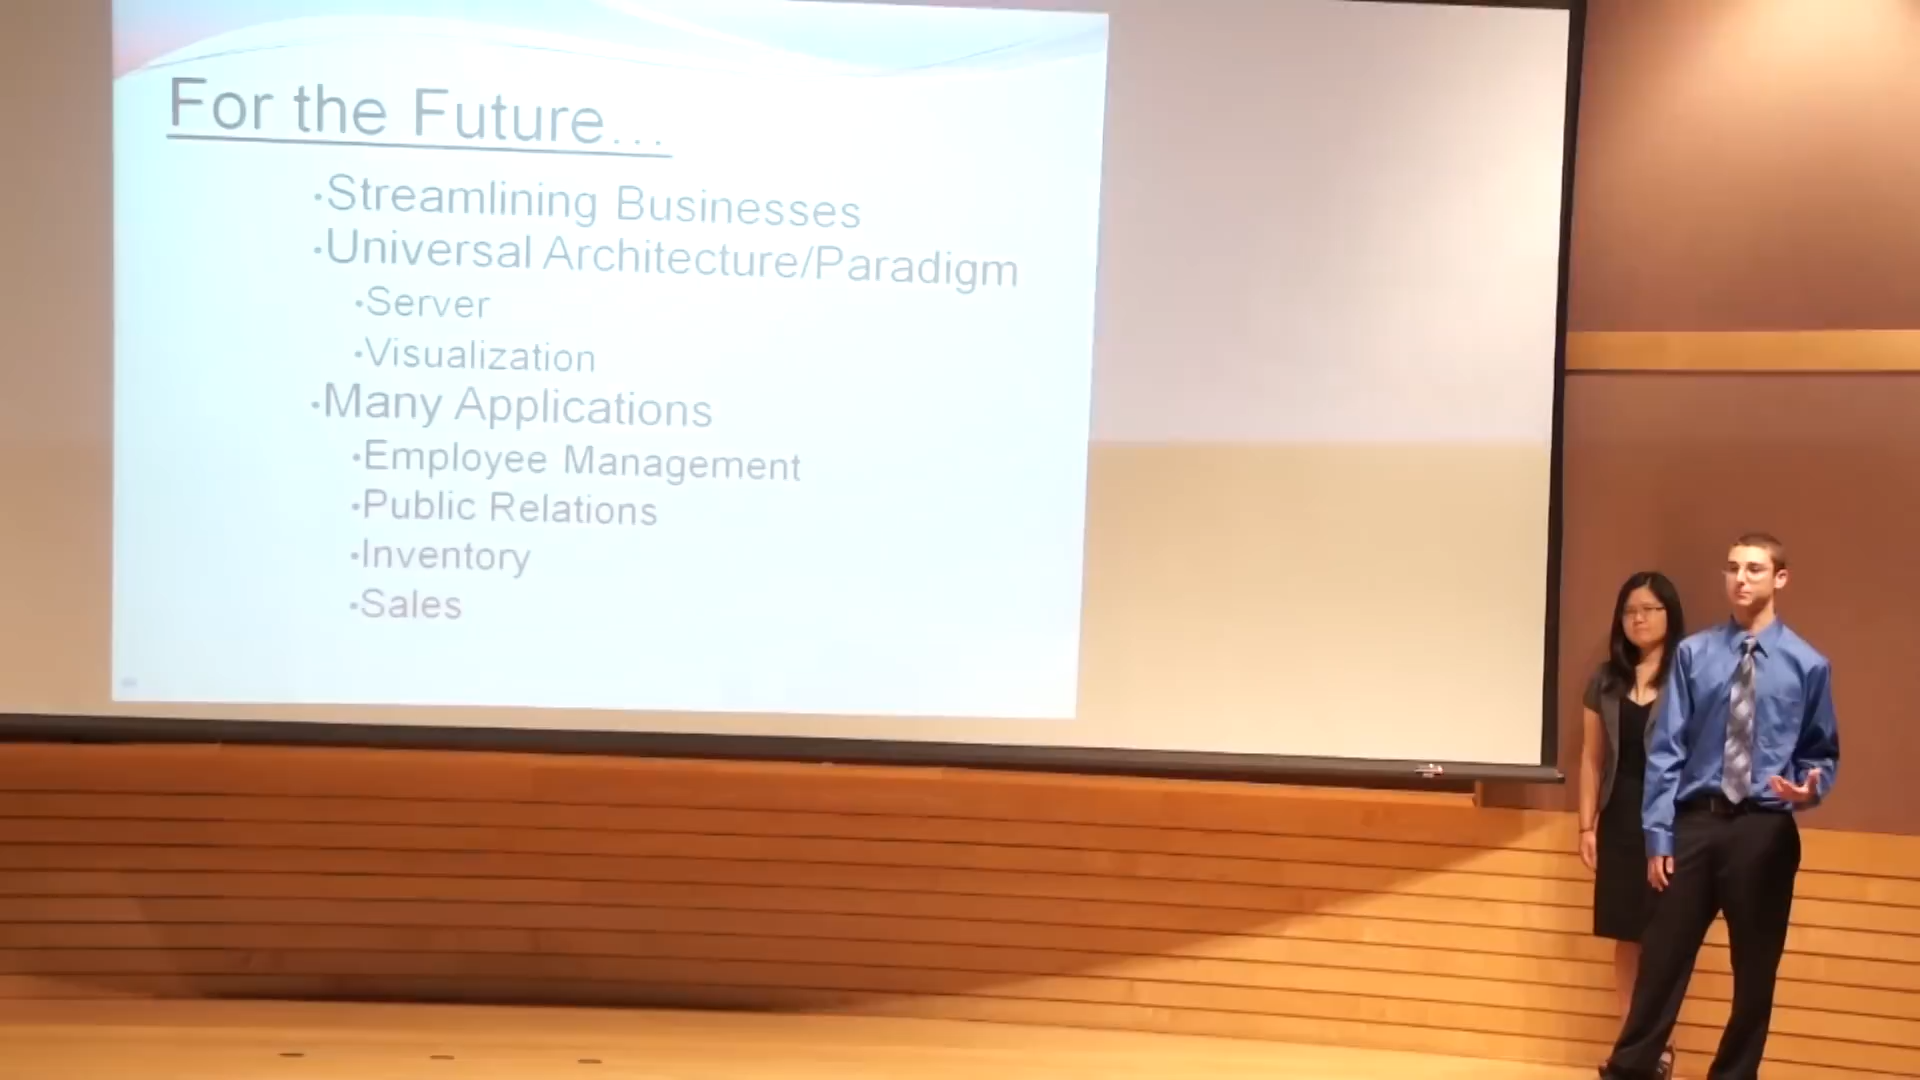 For the Future...
•Streamlining Businesses
•Universal Architecture/Paradigm
•Server
•Visualization
•Many Applications
•Employee Management
•Public Relations
•Inventory
•Sales